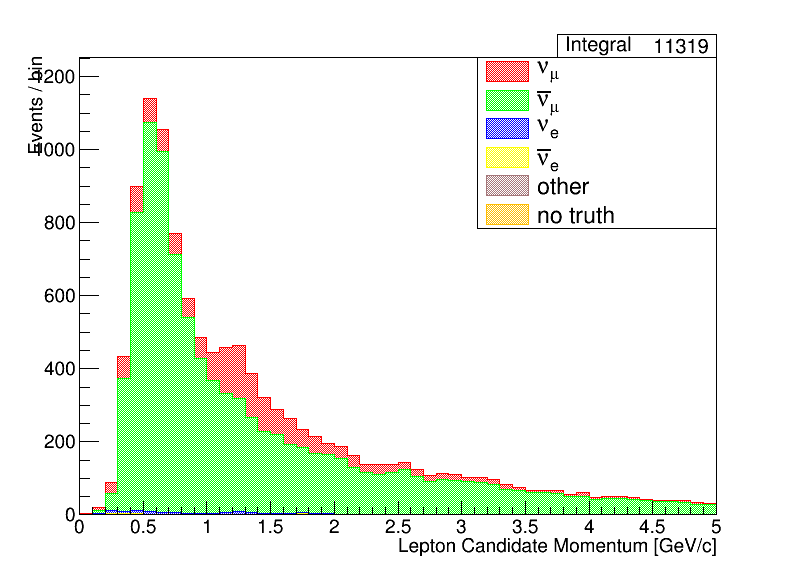 Integral 11319
Events / bin
ν_μ
ν̅_μ
ν_e
ν̅_e
other
no truth
1200
1000
800
600
400
200
0
0 0.5 1 1.5 2 2.5 3 3.5 4 4.5 5
Lepton Candidate Momentum [GeV/c]